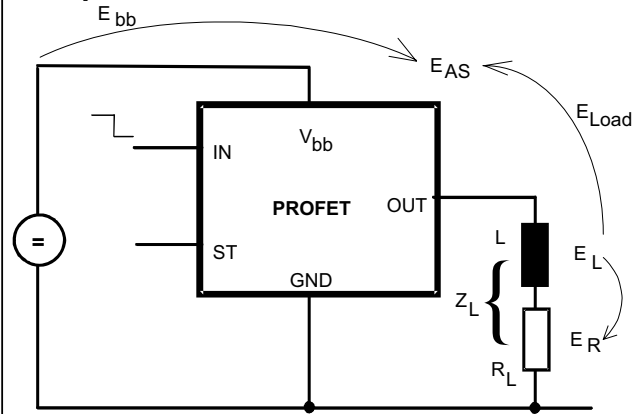 E bb
E AS
E Load
V bb
IN
PROFET
OUT
L
E L
=
ST
GND
Z L {
E R
R L